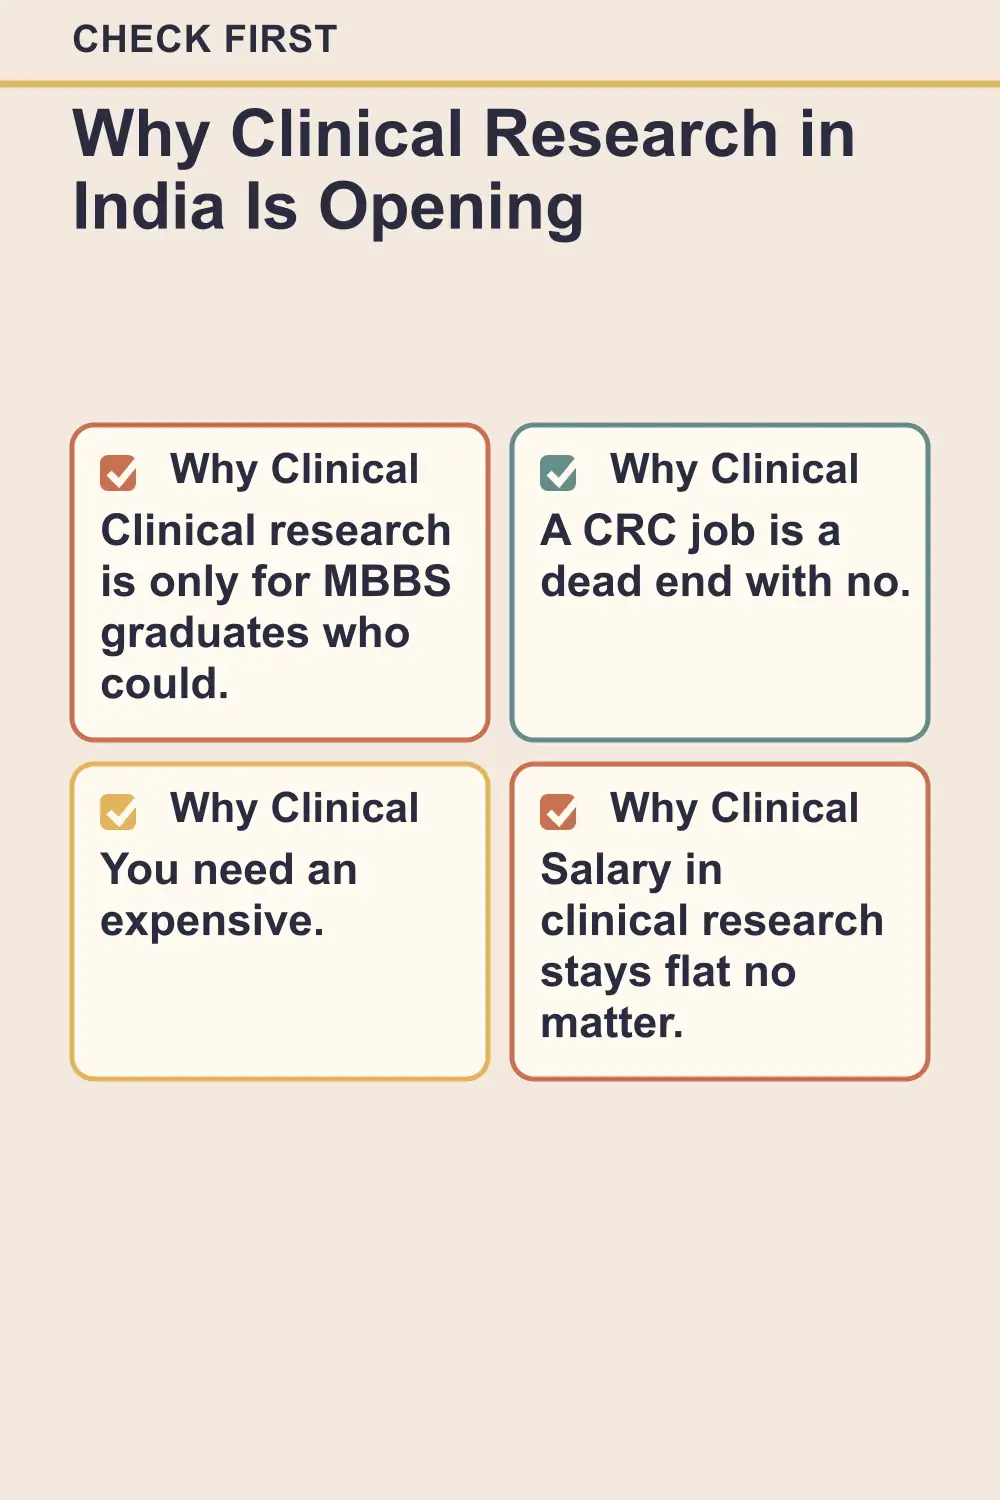 CHECK FIRST
Why Clinical Research in
India Is Opening
Why Clinical
Clinical research
is only for MBBS
graduates who
could.
Why Clinical
A CRC job is a
dead end with no.
Why Clinical
You need an
expensive.
Why Clinical
Salary in
clinical research
stays flat no
matter.